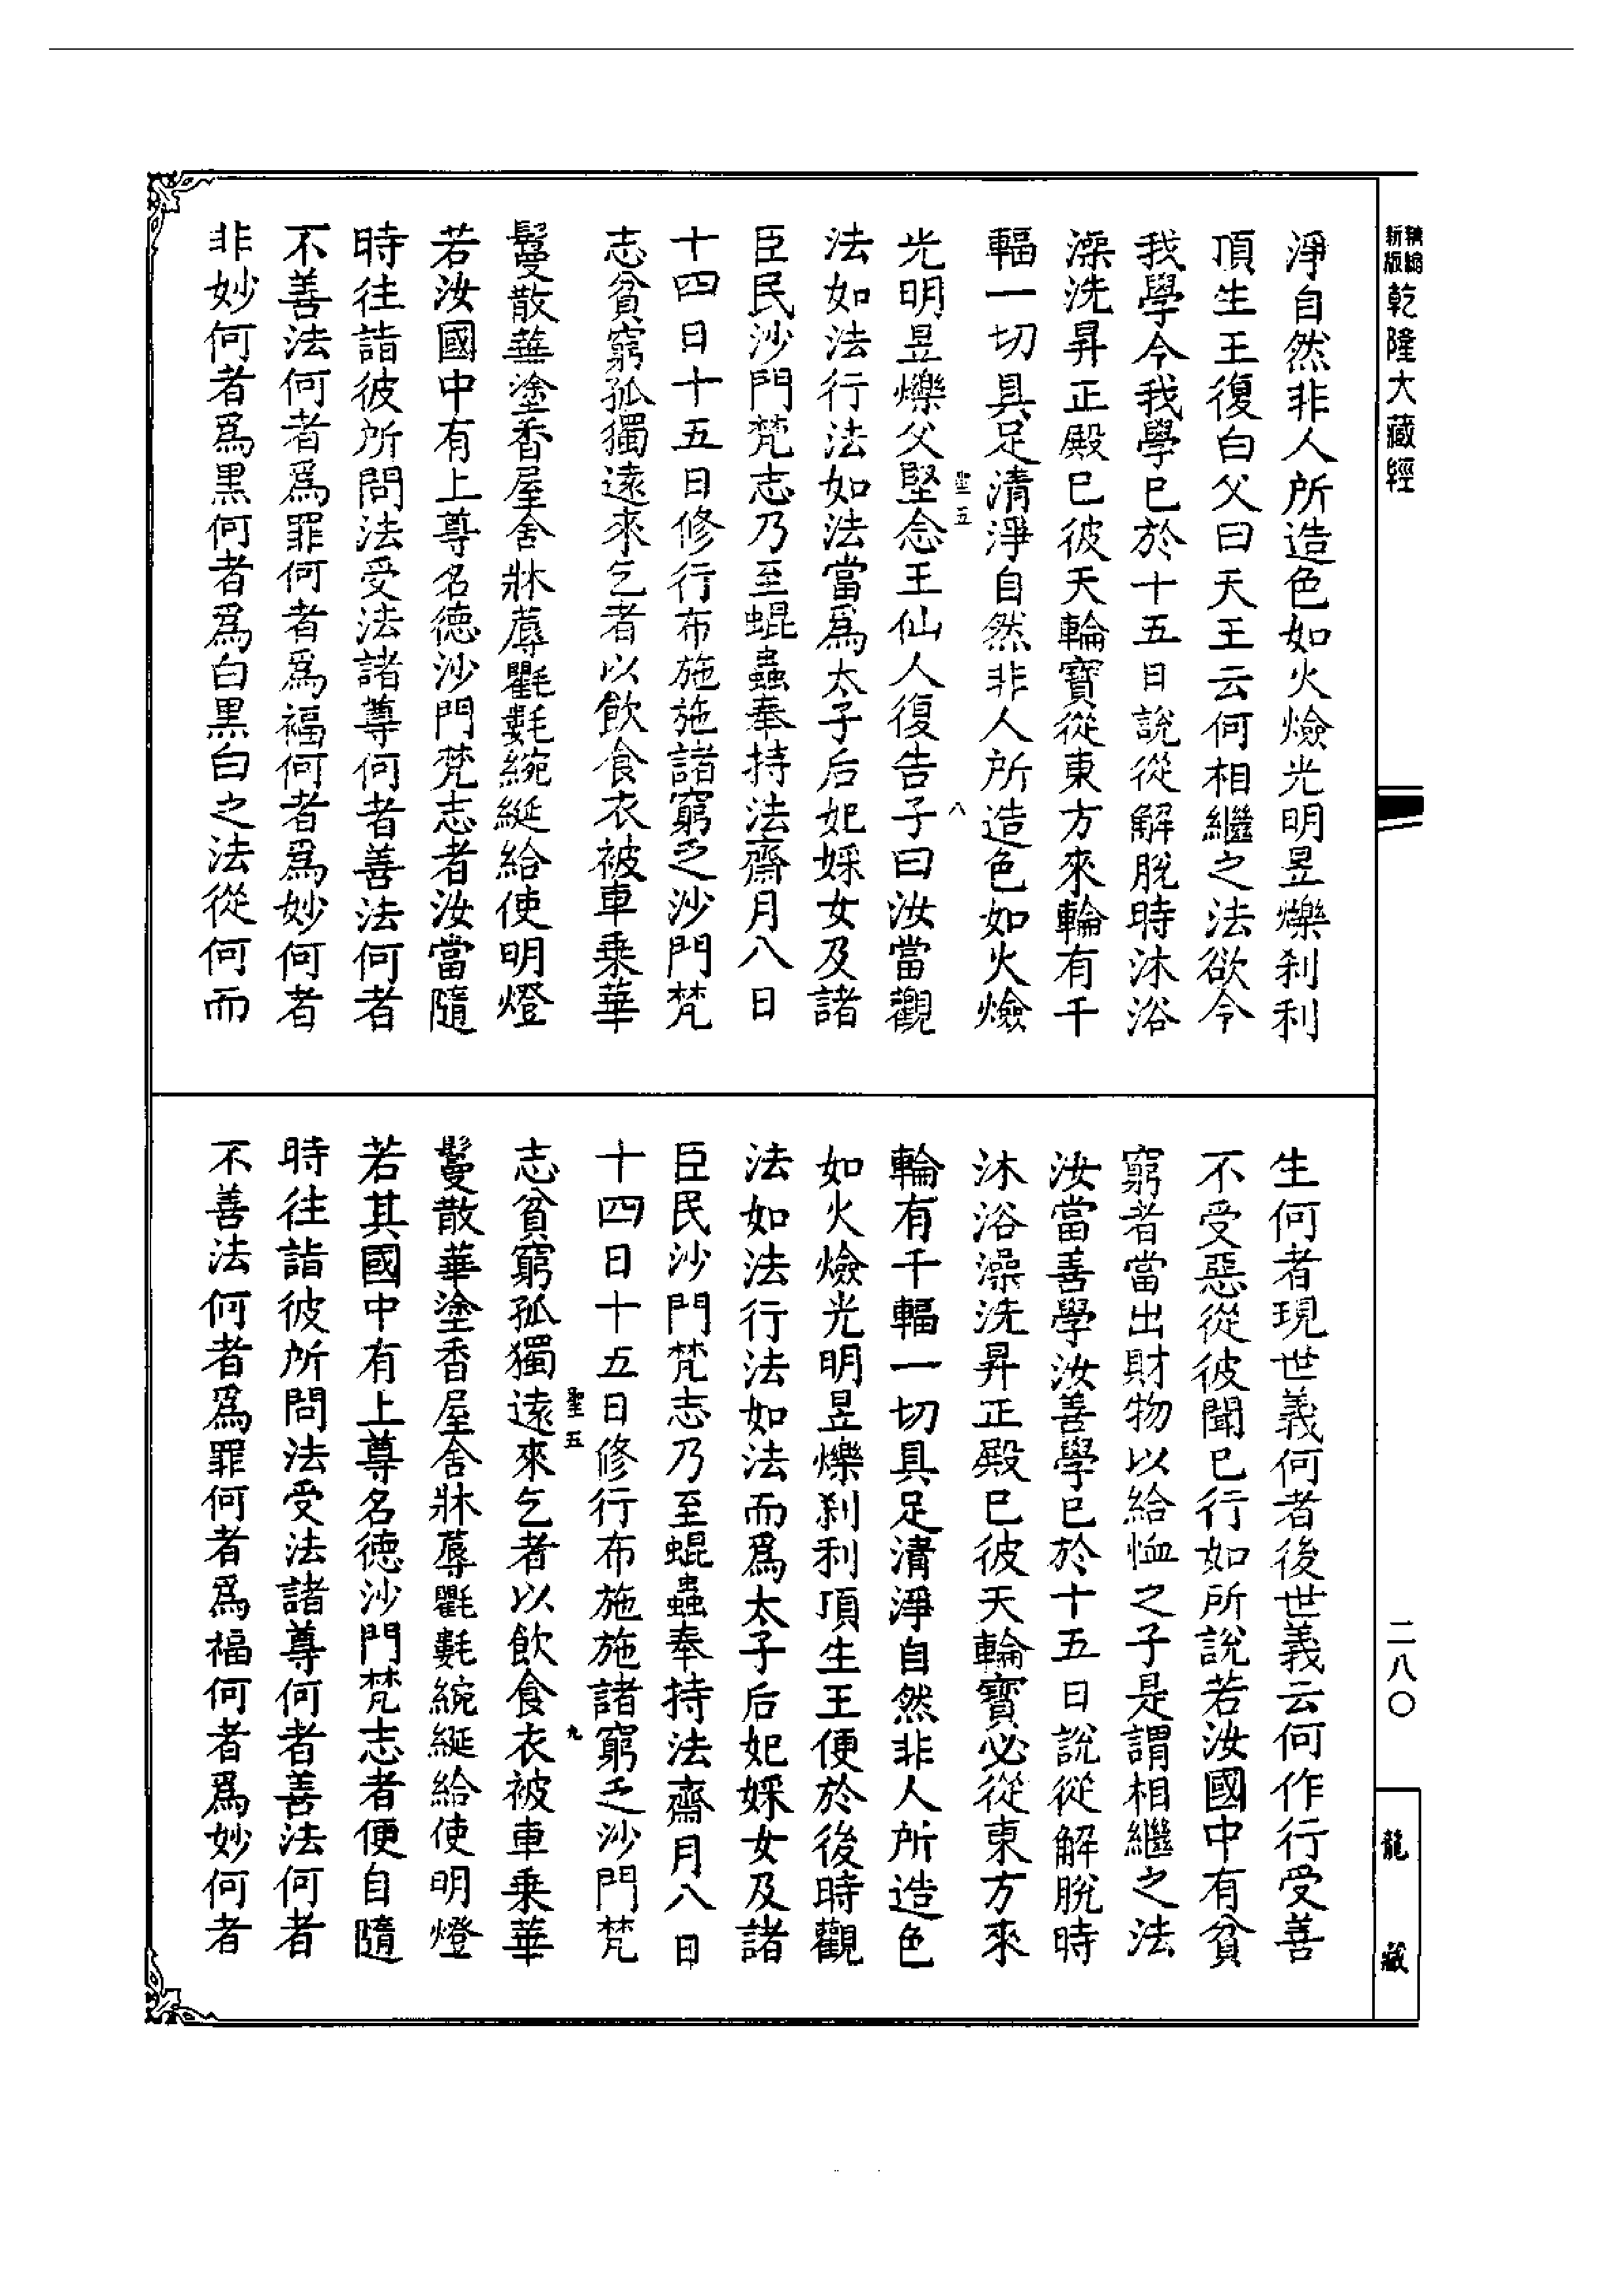 新版
精縮
乾隆大藏經
淨自然非人所造色如火燄光明昱爍剎利
頂生王復白父曰天王云何相繼之法欲令
我學今我學已於十五日說從解脫時沐浴
澡洗昇正殿已彼天輪寶從東方來輪有千
輻一切具足清淨自然非人所造色如火燄
聖五
八
光明昱爍父堅念王仙人復告子曰汝當觀
法如法行法如法當爲太子后妃婇女及諸
臣民沙門梵志乃至蜫蟲奉持法齋月八日
十四日十五日修行布施施諸窮乏沙門梵
志貧窮孤獨遠來乞者以飲食衣被車乗華
鬘散華塗香屋舍牀蓐氍氀綩綖給使明燈
若汝國中有上尊名德沙門梵志者汝當隨
時往詣彼所問法受法諸尊何者善法何者
不善法何者爲罪何者爲福何者爲妙何者
非妙何者爲黒何者爲白黒白之法從何而
生何者現世義何者後世義云何作行受善
不受惡從彼聞已行如所說若汝國中有貧
窮者當出財物以給恤之子是謂相繼之法
汝當善學汝善學已於十五日說從解脫時
沐浴澡洗昇正殿已彼天輪寶必從東方來
輪有千輻一切具足清淨自然非人所造色
如火燄光明昱爍剎利頂生王便於後時觀
法如法行法如法而爲太子后妃婇女及諸
臣民沙門梵志乃至蜫蟲奉持法齋月八日
十四日十五日修行布施施諸窮乏沙門梵
聖五
九
志貧窮孤獨遠來乞者以飲食衣被車乗華
鬘散華塗香屋舍牀蓐氍氀綩綖給使明燈
若其國中有上尊名德沙門梵志者便自隨
時往詣彼所問法受法諸尊何者善法何者
不善法何者爲罪何者爲福何者爲妙何者
二八〇
龍藏